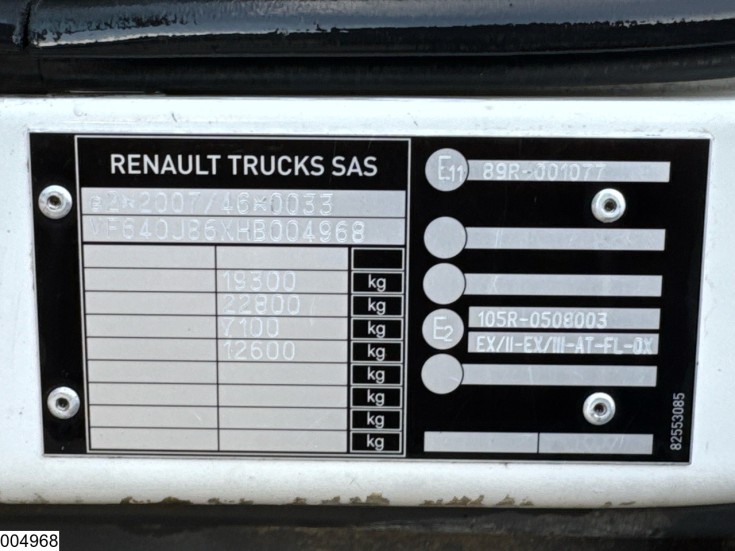 RENAULT TRUCKS SAS
e2*2007/46*0033
VF640J86XHB004968
kg
19300 kg
22800 kg
7100 kg
12600 kg
kg
kg
kg
E11 89R-001077
E2 105R-0508003
EX/II-EX/III-AT-FL-OX
82553085
004968